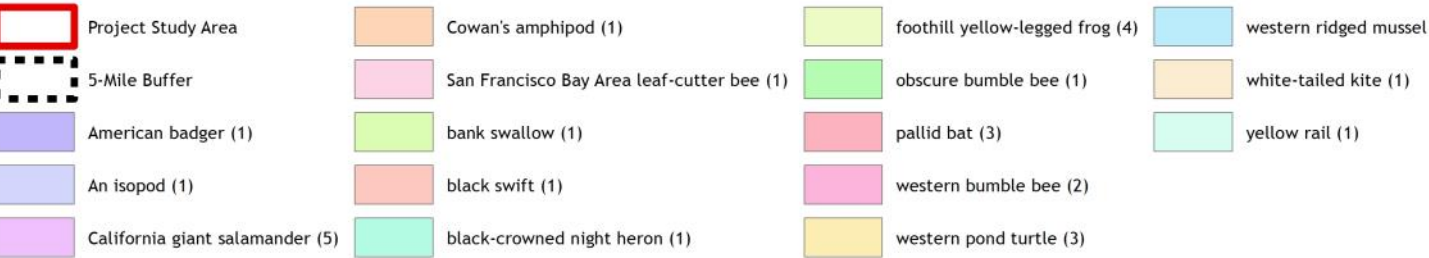 Project Study Area
5-Mile Buffer
American badger (1)
An isopod (1)
California giant salamander (5)
Cowan's amphipod (1)
San Francisco Bay Area leaf-cutter bee (1)
bank swallow (1)
black swift (1)
black-crowned night heron (1)
foothill yellow-legged frog (4)
obscure bumble bee (1)
pallid bat (3)
western bumble bee (2)
western pond turtle (3)
western ridged mussel
white-tailed kite (1)
yellow rail (1)